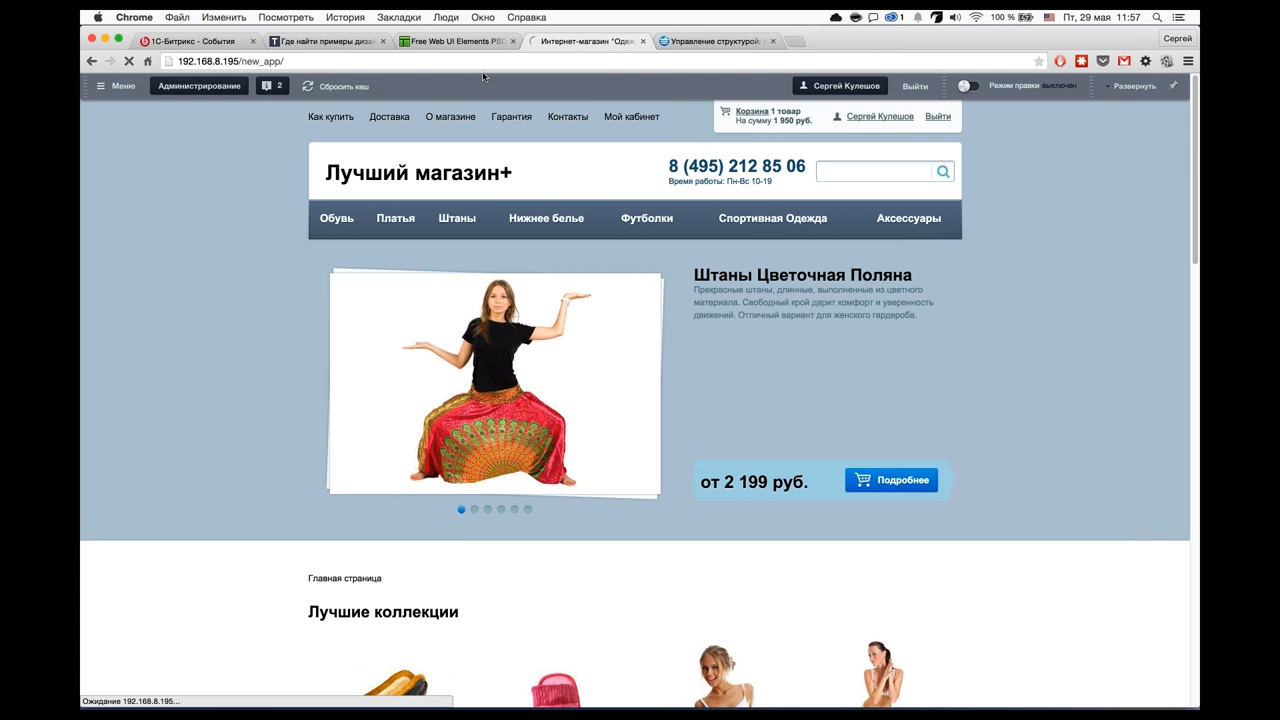 Chrome Файл Изменить Посмотреть История Закладки Люди Окно Справка 1 100 % Пт, 29 мая 11:57
1С-Битрикс - События Где найти примеры дизай Free Web UI Elements PSD Интернет-магазин "Одеж Управление структурой: Сергей
192.168.8.195/new_app/
Меню Администрирование 2 Сбросить кеш Сергей Кулешов Выйти Режим правки выключен Развернуть
Как купить Доставка О магазине Гарантия Контакты Мой кабинет
Корзина 1 товар
На сумму 1 950 руб.
Сергей Кулешов Выйти
Лучший магазин+
8 (495) 212 85 06
Время работы: Пн-Вс 10-19
Обувь Платья Штаны Нижнее белье Футболки Спортивная Одежда Аксессуары
Штаны Цветочная Поляна
Прекрасные штаны, длинные, выполненные из цветного
материала. Свободный крой дарит комфорт и уверенность
движений. Отличный вариант для женского гардероба.
от 2 199 руб. Подробнее
Главная страница
Лучшие коллекции
Ожидание 192.168.8.195...